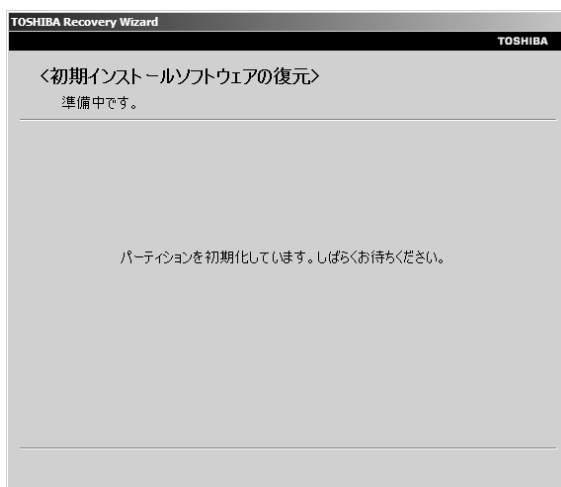 TOSHIBA Recovery Wizard
TOSHIBA
<初期インストールソフトウェアの復元>
準備中です。
パーティションを初期化しています。しばらくお待ちください。